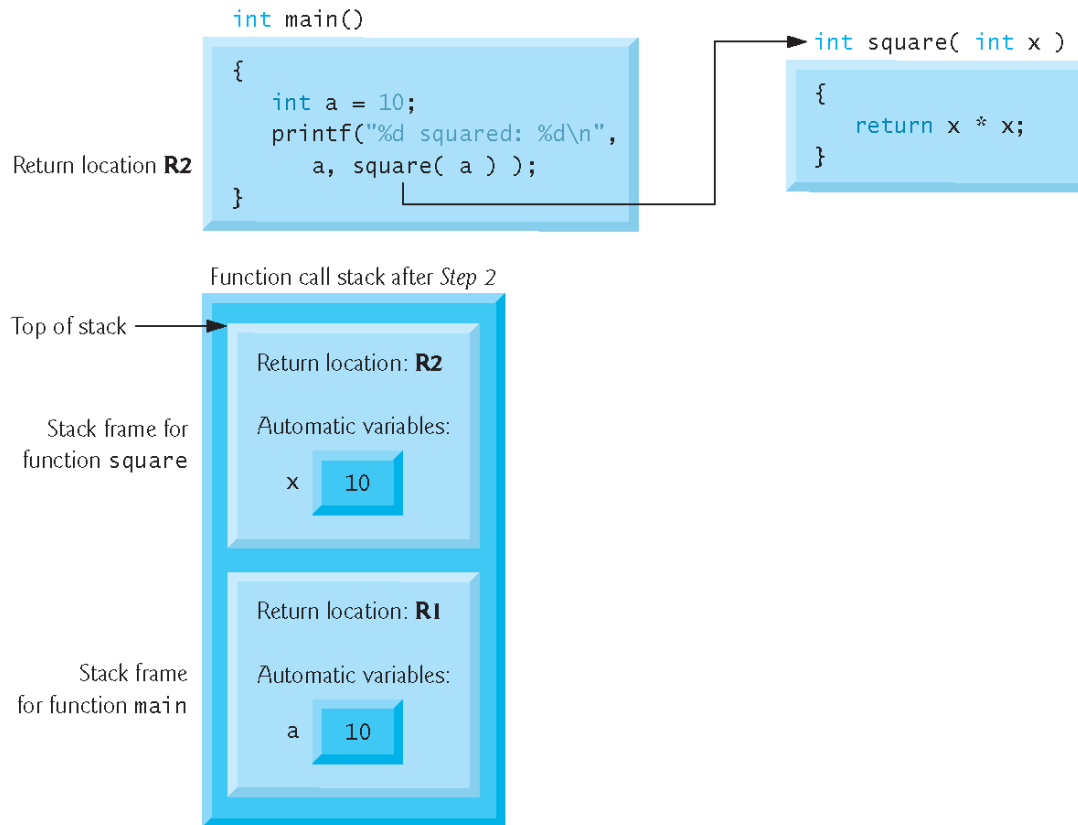 int main()
{
int a = 10;
printf("%d squared: %d\n",
Return location R2
a, square( a ) );
}
int square( int x )
{
return x * x;
}
Function call stack after Step 2
Top of stack
Return location: R2
Stack frame for
function square
Automatic variables:
x 10
Return location: R1
Stack frame
for function main
Automatic variables:
a 10